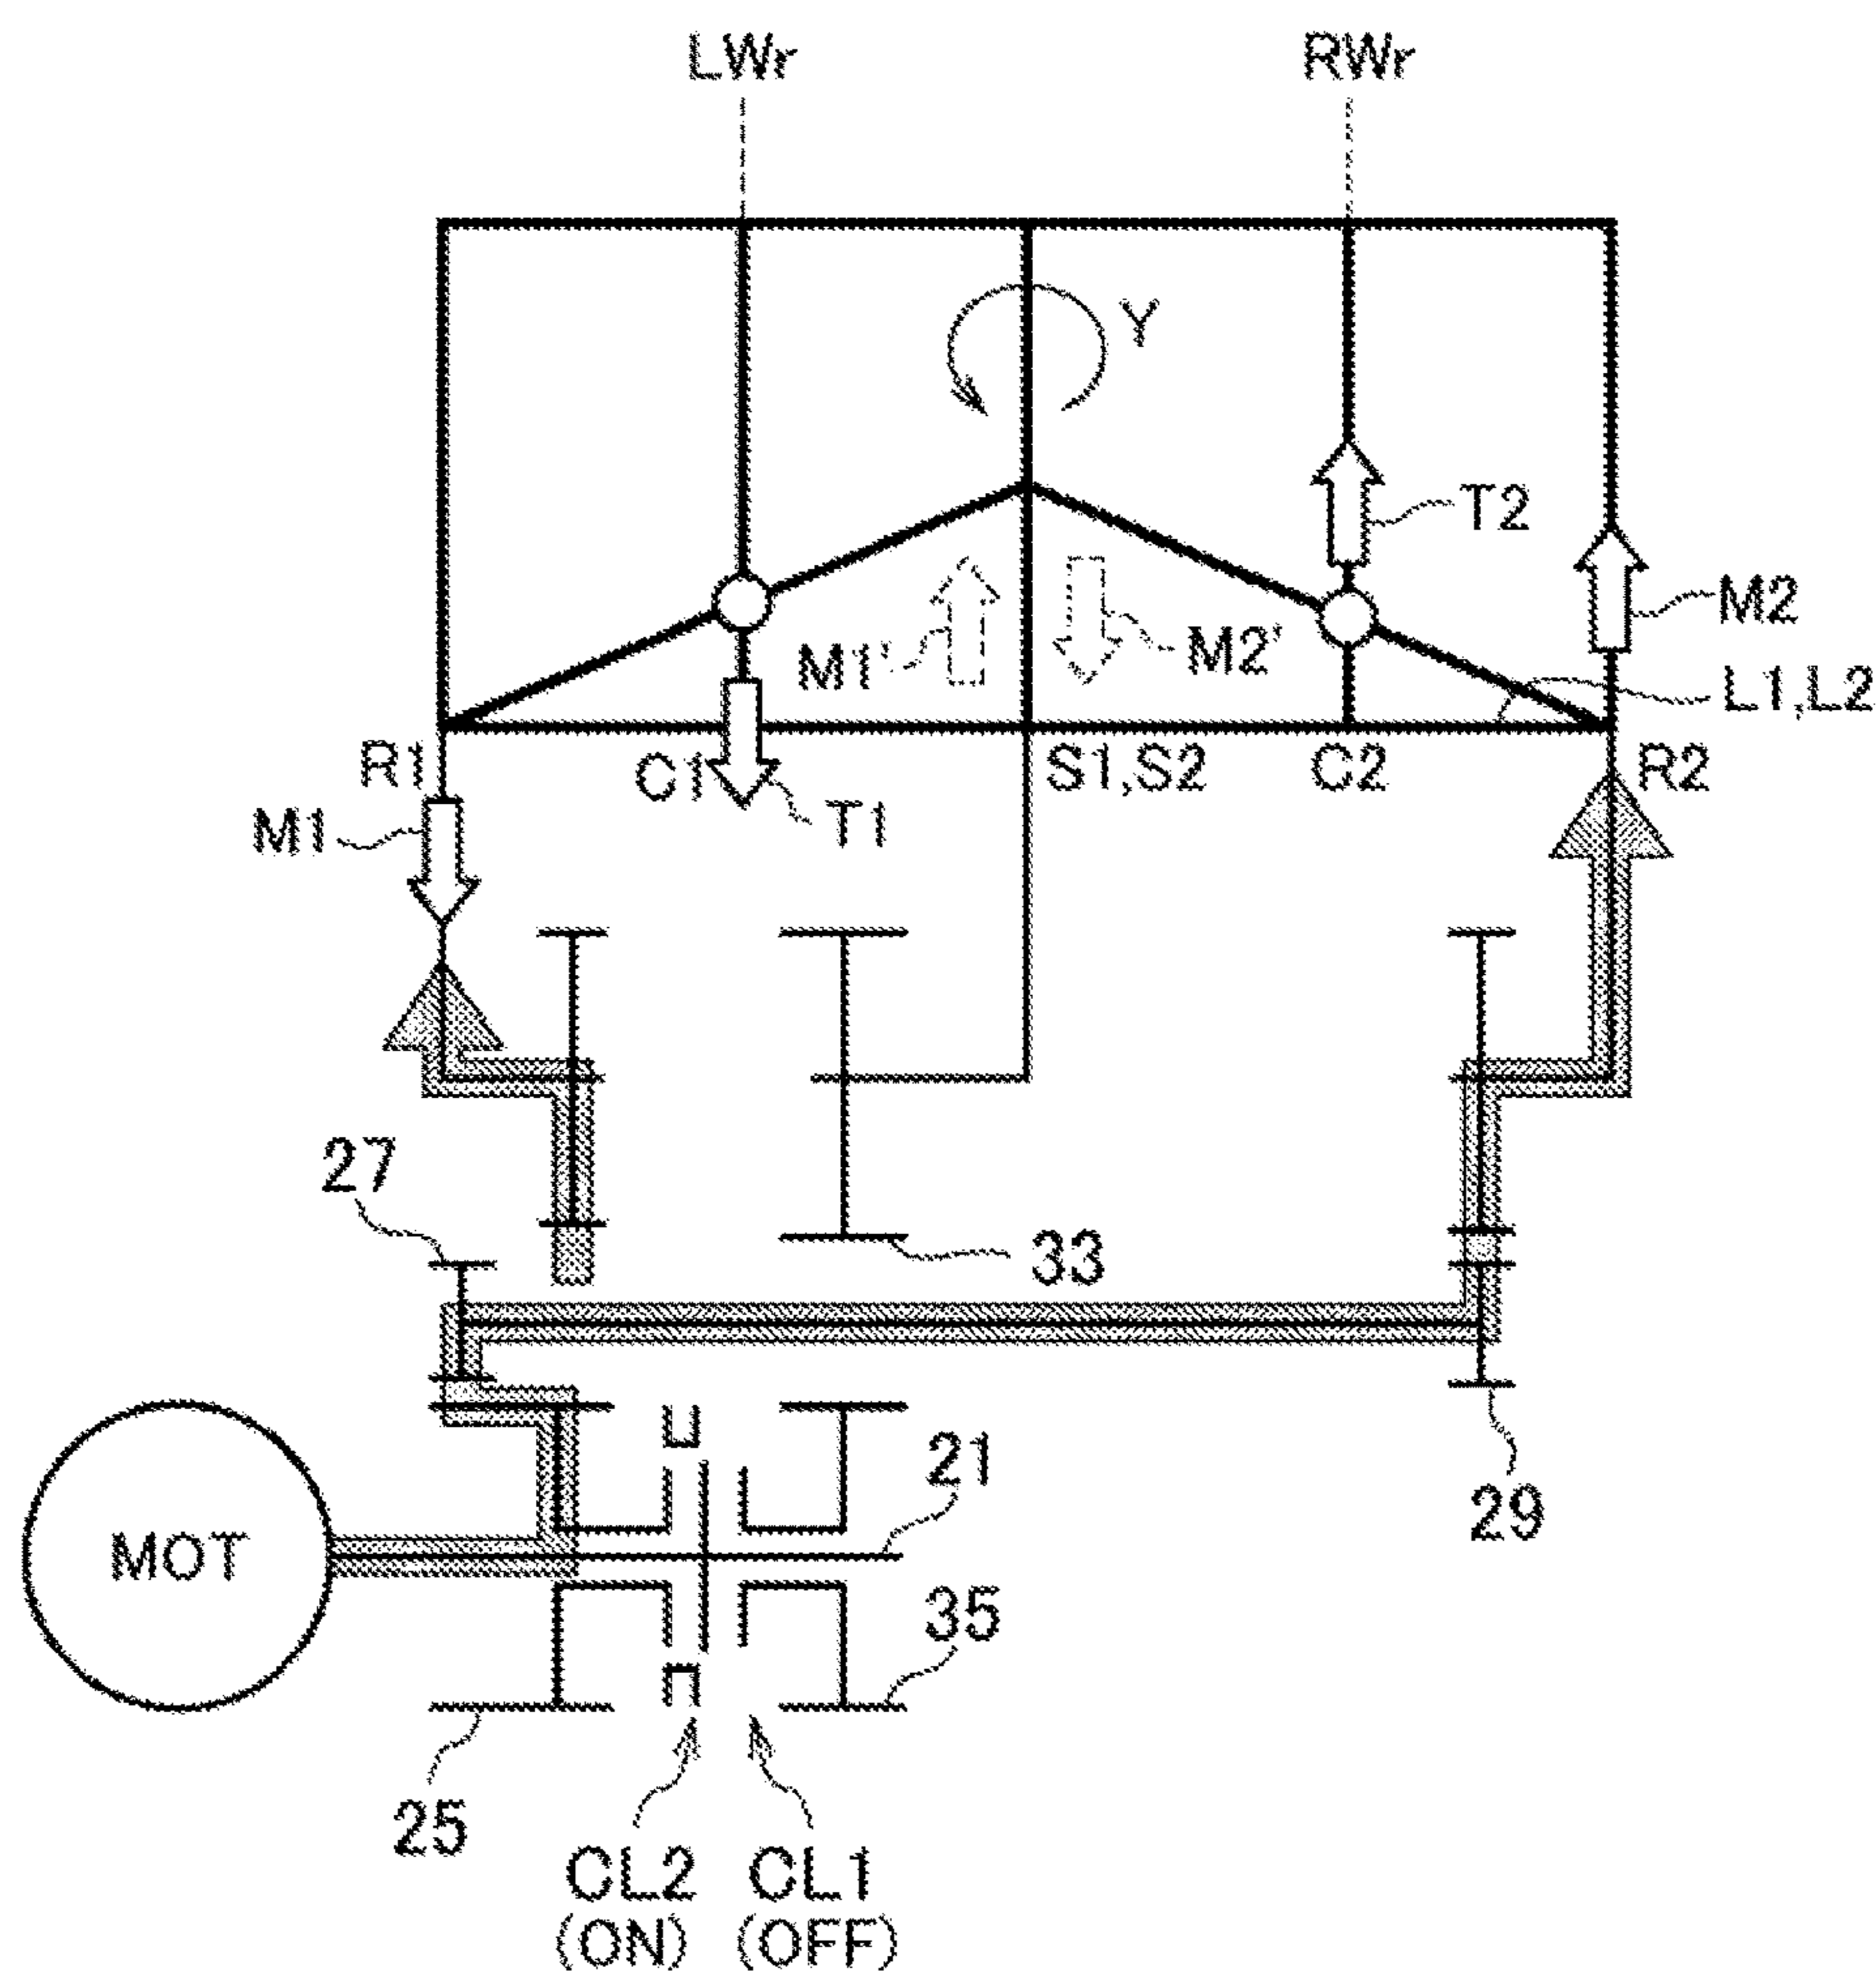 LWr RWr
Y
T2
M2
M1' M2'
L1,L2
R1 C1 S1,S2 C2 R2
M1 T1
27
33
21
29
MOT
35
25
CL2 CL1
(ON) (OFF)